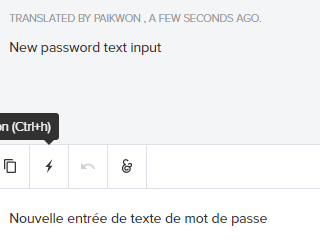 TRANSLATED BY PAIKWON , A FEW SECONDS AGO.
New password text input
(Ctrl+h)
Nouvelle entrée de texte de mot de passe